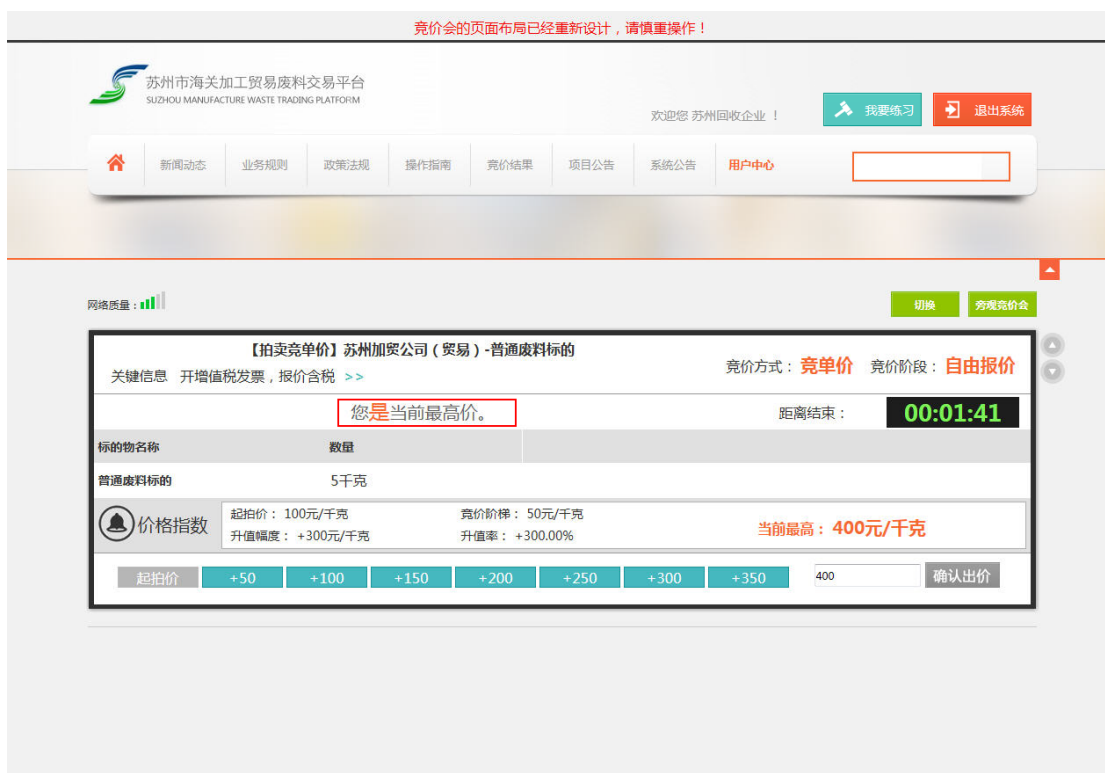 竞价会的页面布局已经重新设计，请慎重操作！
苏州市海关加工贸易废料交易平台
SUZHOU MANUFACTURE WASTE TRADING PLATFORM
欢迎您 苏州回收企业 ！
我要练习
退出系统
新闻动态 业务规则 政策法规 操作指南 竞价结果 项目公告 系统公告 用户中心
网络质量：
切换
旁观竞价会
【拍卖竞单价】苏州加贸公司（贸易）-普通废料标的
关键信息 开增值税发票，报价含税 >>
竞价方式：竞单价 竞价阶段：自由报价
您是当前最高价。
距离结束：
00:01:41
标的物名称 数量
普通废料标的 5千克
价格指数
起拍价： 100元/千克 竞价阶梯： 50元/千克
升值幅度： +300元/千克 升值率： +300.00%
当前最高：400元/千克
起拍价 +50 +100 +150 +200 +250 +300 +350 400 确认出价